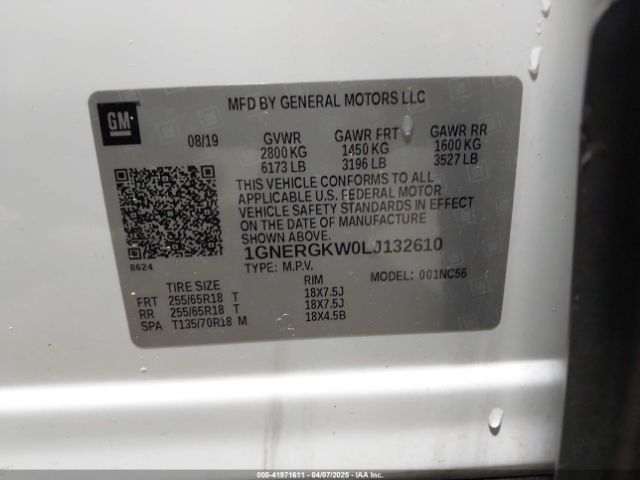 MFD BY GENERAL MOTORS LLC
GM
08/19 GVWR GAWR FRT GAWR RR
2800 KG 1450 KG 1600 KG
6173 LB 3196 LB 3527 LB
THIS VEHICLE CONFORMS TO ALL
APPLICABLE U.S. FEDERAL MOTOR
VEHICLE SAFETY STANDARDS IN EFFECT
ON THE DATE OF MANUFACTURE
SHOWN ABOVE.
1GNERGKW0LJ132610
8624
TYPE: M.P.V. MODEL: 001NC56
TIRE SIZE RIM
FRT 255/65R18 T 18X7.5J
RR 255/65R18 T 18X7.5J
SPA T135/70R18 M 18X4.5B
000-41971611 - 04/07/2025 - IAA Inc.